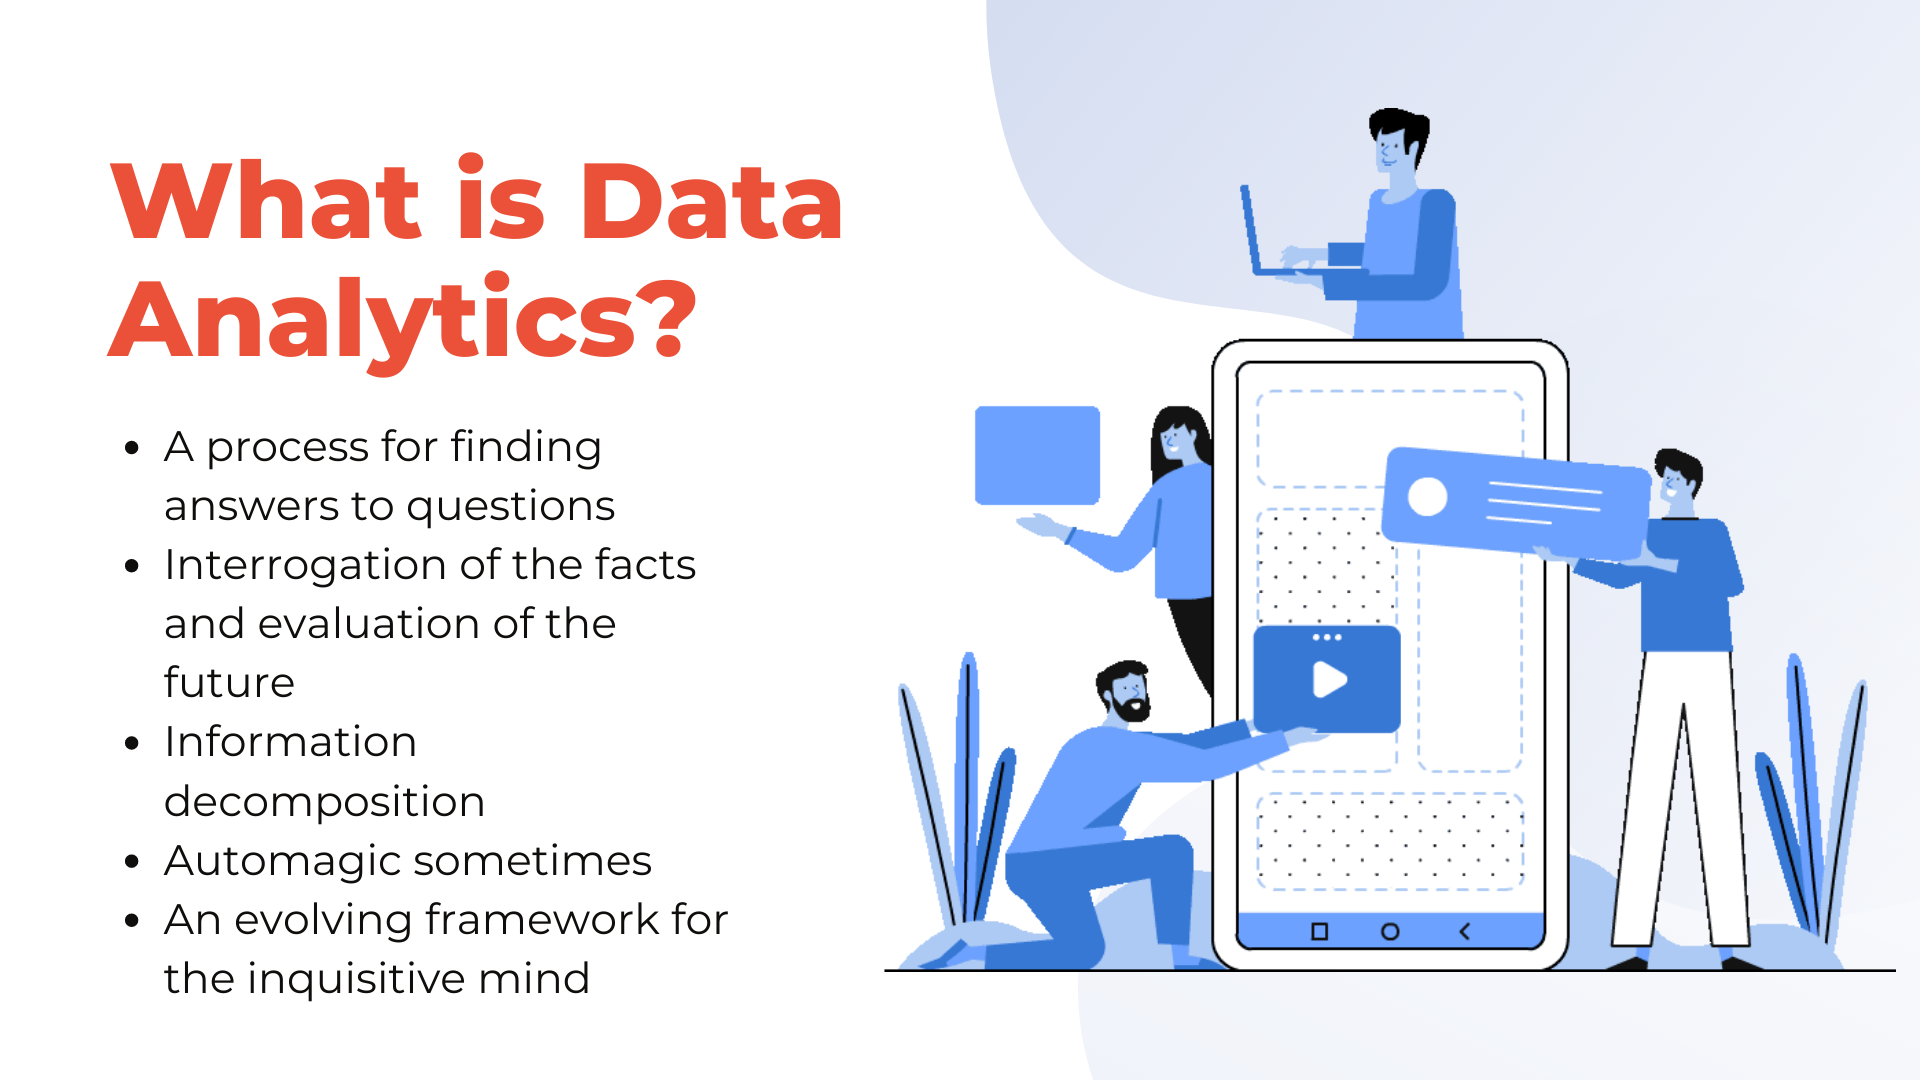 What is Data
Analytics?
• A process for finding
answers to questions
• Interrogation of the facts
and evaluation of the
future
• Information
decomposition
• Automagic sometimes
• An evolving framework for
the inquisitive mind